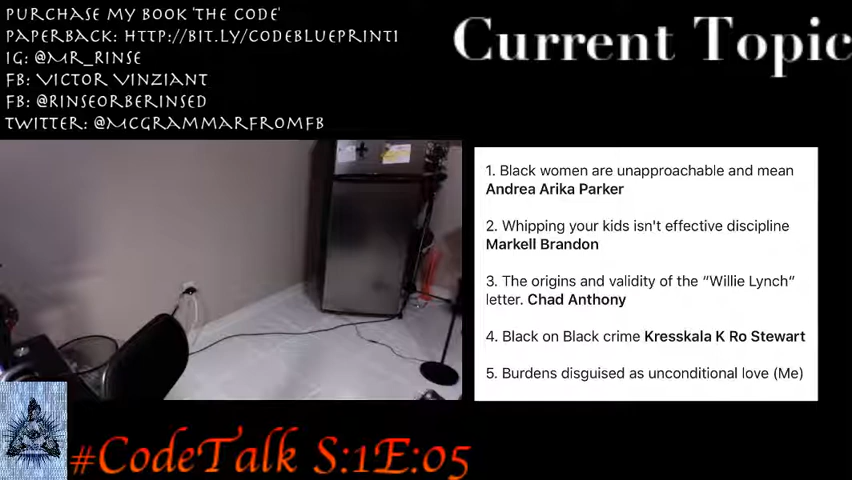 PURCHASE MY BOOK 'THE CODE'
PAPERBACK: HTTP://BIT.LY/CODEBLUEPRINT1
IG: @MR_RINSE
FB: VICTOR VINZIANT
FB: @RINSEORBERINSED
TWITTER: @MCGRAMMARFROMFB
Current Topic
1. Black women are unapproachable and mean
Andrea Arika Parker
2. Whipping your kids isn't effective discipline
Markell Brandon
3. The origins and validity of the “Willie Lynch”
letter. Chad Anthony
4. Black on Black crime Kresskala K Ro Stewart
5. Burdens disguised as unconditional love (Me)
#CodeTalk S:1E:05